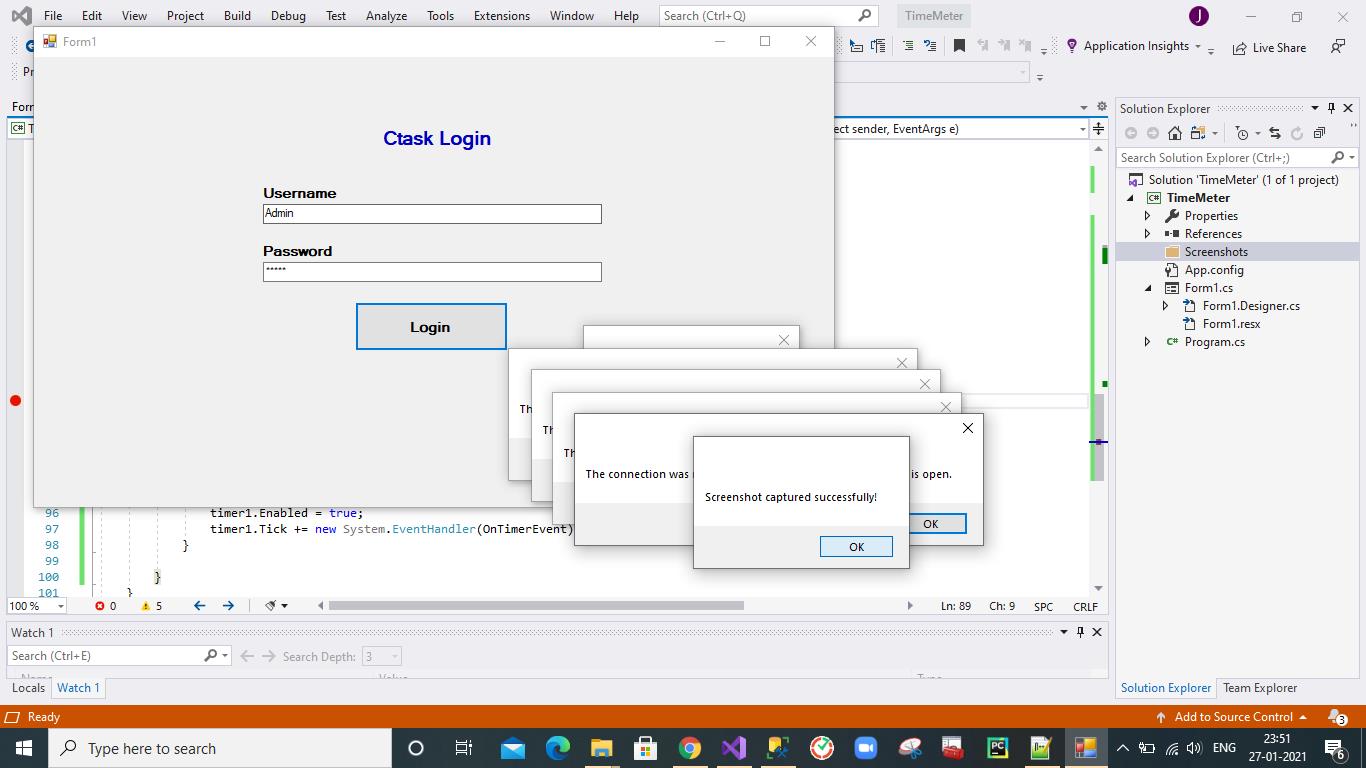 File Edit View Project Build Debug Test Analyze Tools Extensions Window Help Search (Ctrl+Q) TimeMeter J
Form1
Application Insights Live Share
Ctask Login
Username
Admin
Password
*****
Login
ect sender, EventArgs e)
Th
Th
Th
The connection was
is open.
OK
Screenshot captured successfully!
OK
96 timer1.Enabled = true;
97 timer1.Tick += new System.EventHandler(OnTimerEvent)
98 }
99
100 }
101 }
100 % 0 5 Ln: 89 Ch: 9 SPC CRLF
Watch 1
Search (Ctrl+E) Search Depth: 3
Name Value Type
Locals Watch 1
Solution Explorer
Search Solution Explorer (Ctrl+;)
Solution 'TimeMeter' (1 of 1 project)
C# TimeMeter
Properties
References
Screenshots
App.config
Form1.cs
Form1.Designer.cs
Form1.resx
C# Program.cs
Solution Explorer Team Explorer
Ready Add to Source Control 3
Type here to search ENG 23:51
27-01-2021 6